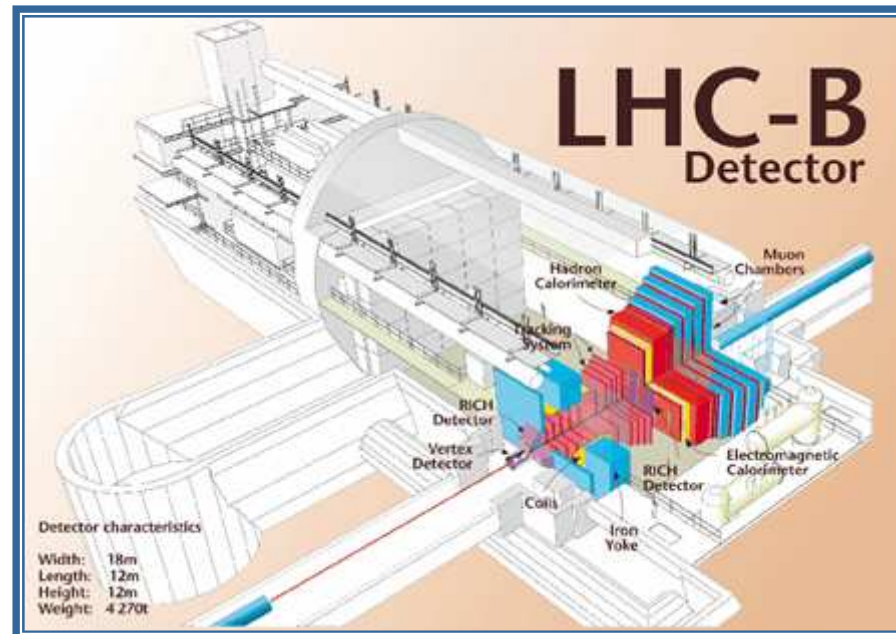 LHC-B
Detector
Muon
Chambers
Hadron
Calorimeter
Tracking
System
RICH
Detector
Vertex
Detector
Coils
Iron
Yoke
RICH
Detector
Electromagnetic
Calorimeter
Detector characteristics
Width: 18m
Length: 12m
Height: 12m
Weight: 4 270t